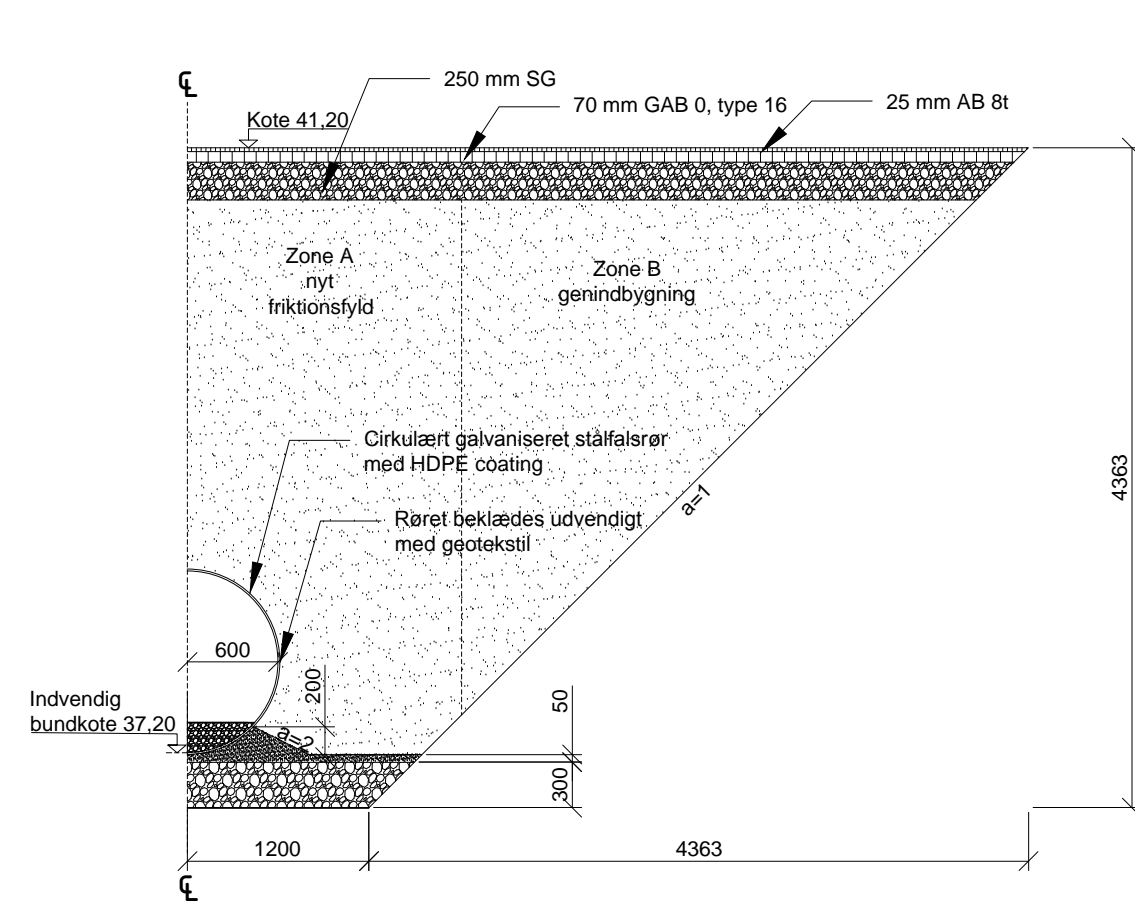 ℄
250 mm SG
70 mm GAB 0, type 16
25 mm AB 8t
Kote 41,20
Zone A
nyt
friktionsfyld
Zone B
genindbygning
Cirkulært galvaniseret stålfalsrør
med HDPE coating
a=1
4363
Røret beklædes udvendigt
med geotekstil
600
200
50
Indvendig
bundkote 37,20
a=2
300
1200
4363
℄